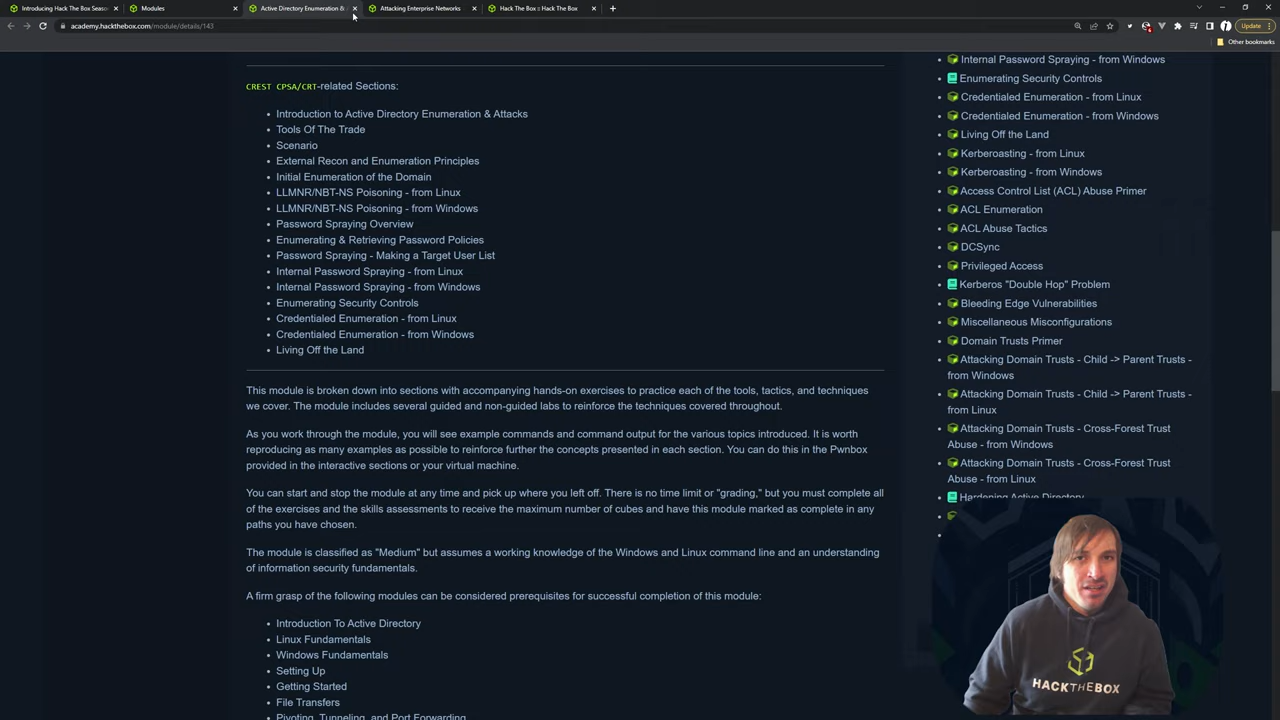 Introducing Hack The Box Seaso
Modules
Active Directory Enumeration &
Attacking Enterprise Networks
Hack The Box :: Hack The Box
academy.hackthebox.com/module/details/143
Update
Other bookmarks
CREST CPSA/CRT-related Sections:
Introduction to Active Directory Enumeration & Attacks
Tools Of The Trade
Scenario
External Recon and Enumeration Principles
Initial Enumeration of the Domain
LLMNR/NBT-NS Poisoning - from Linux
LLMNR/NBT-NS Poisoning - from Windows
Password Spraying Overview
Enumerating & Retrieving Password Policies
Password Spraying - Making a Target User List
Internal Password Spraying - from Linux
Internal Password Spraying - from Windows
Enumerating Security Controls
Credentialed Enumeration - from Linux
Credentialed Enumeration - from Windows
Living Off the Land
This module is broken down into sections with accompanying hands-on exercises to practice each of the tools, tactics, and techniques
we cover. The module includes several guided and non-guided labs to reinforce the techniques covered throughout.
As you work through the module, you will see example commands and command output for the various topics introduced. It is worth
reproducing as many examples as possible to reinforce further the concepts presented in each section. You can do this in the Pwnbox
provided in the interactive sections or your virtual machine.
You can start and stop the module at any time and pick up where you left off. There is no time limit or "grading," but you must complete all
of the exercises and the skills assessments to receive the maximum number of cubes and have this module marked as complete in any
paths you have chosen.
The module is classified as "Medium" but assumes a working knowledge of the Windows and Linux command line and an understanding
of information security fundamentals.
A firm grasp of the following modules can be considered prerequisites for successful completion of this module:
Introduction To Active Directory
Linux Fundamentals
Windows Fundamentals
Setting Up
Getting Started
File Transfers
Pivoting, Tunneling, and Port Forwarding
Internal Password Spraying - from Windows
Enumerating Security Controls
Credentialed Enumeration - from Linux
Credentialed Enumeration - from Windows
Living Off the Land
Kerberoasting - from Linux
Kerberoasting - from Windows
Access Control List (ACL) Abuse Primer
ACL Enumeration
ACL Abuse Tactics
DCSync
Privileged Access
Kerberos "Double Hop" Problem
Bleeding Edge Vulnerabilities
Miscellaneous Misconfigurations
Domain Trusts Primer
Attacking Domain Trusts - Child -> Parent Trusts -
from Windows
Attacking Domain Trusts - Child -> Parent Trusts -
from Linux
Attacking Domain Trusts - Cross-Forest Trust
Abuse - from Windows
Attacking Domain Trusts - Cross-Forest Trust
Abuse - from Linux
Hardening Active Directory
HACKTHEBOX